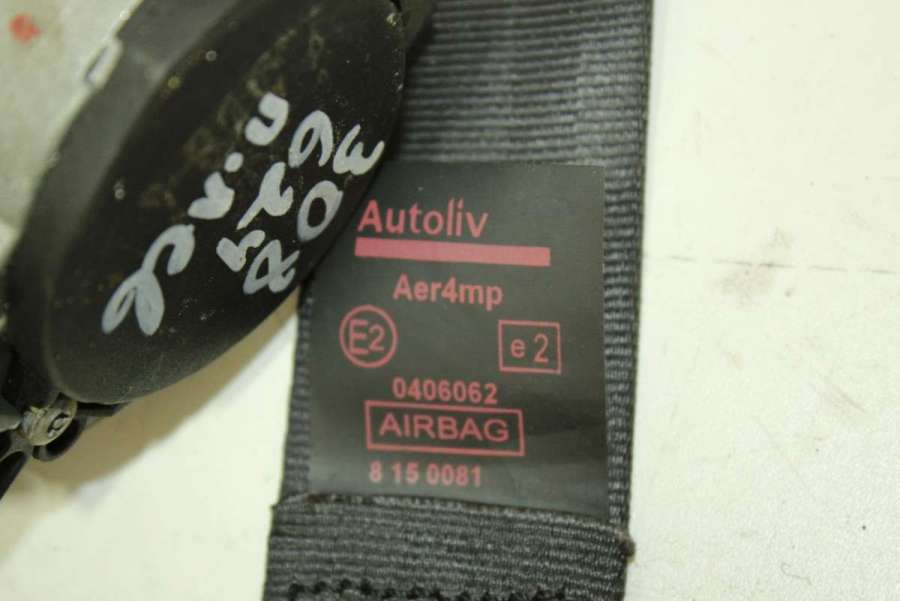 Autoliv
Aer4mp
E2
e 2
0406062
AIRBAG
8 15 0081